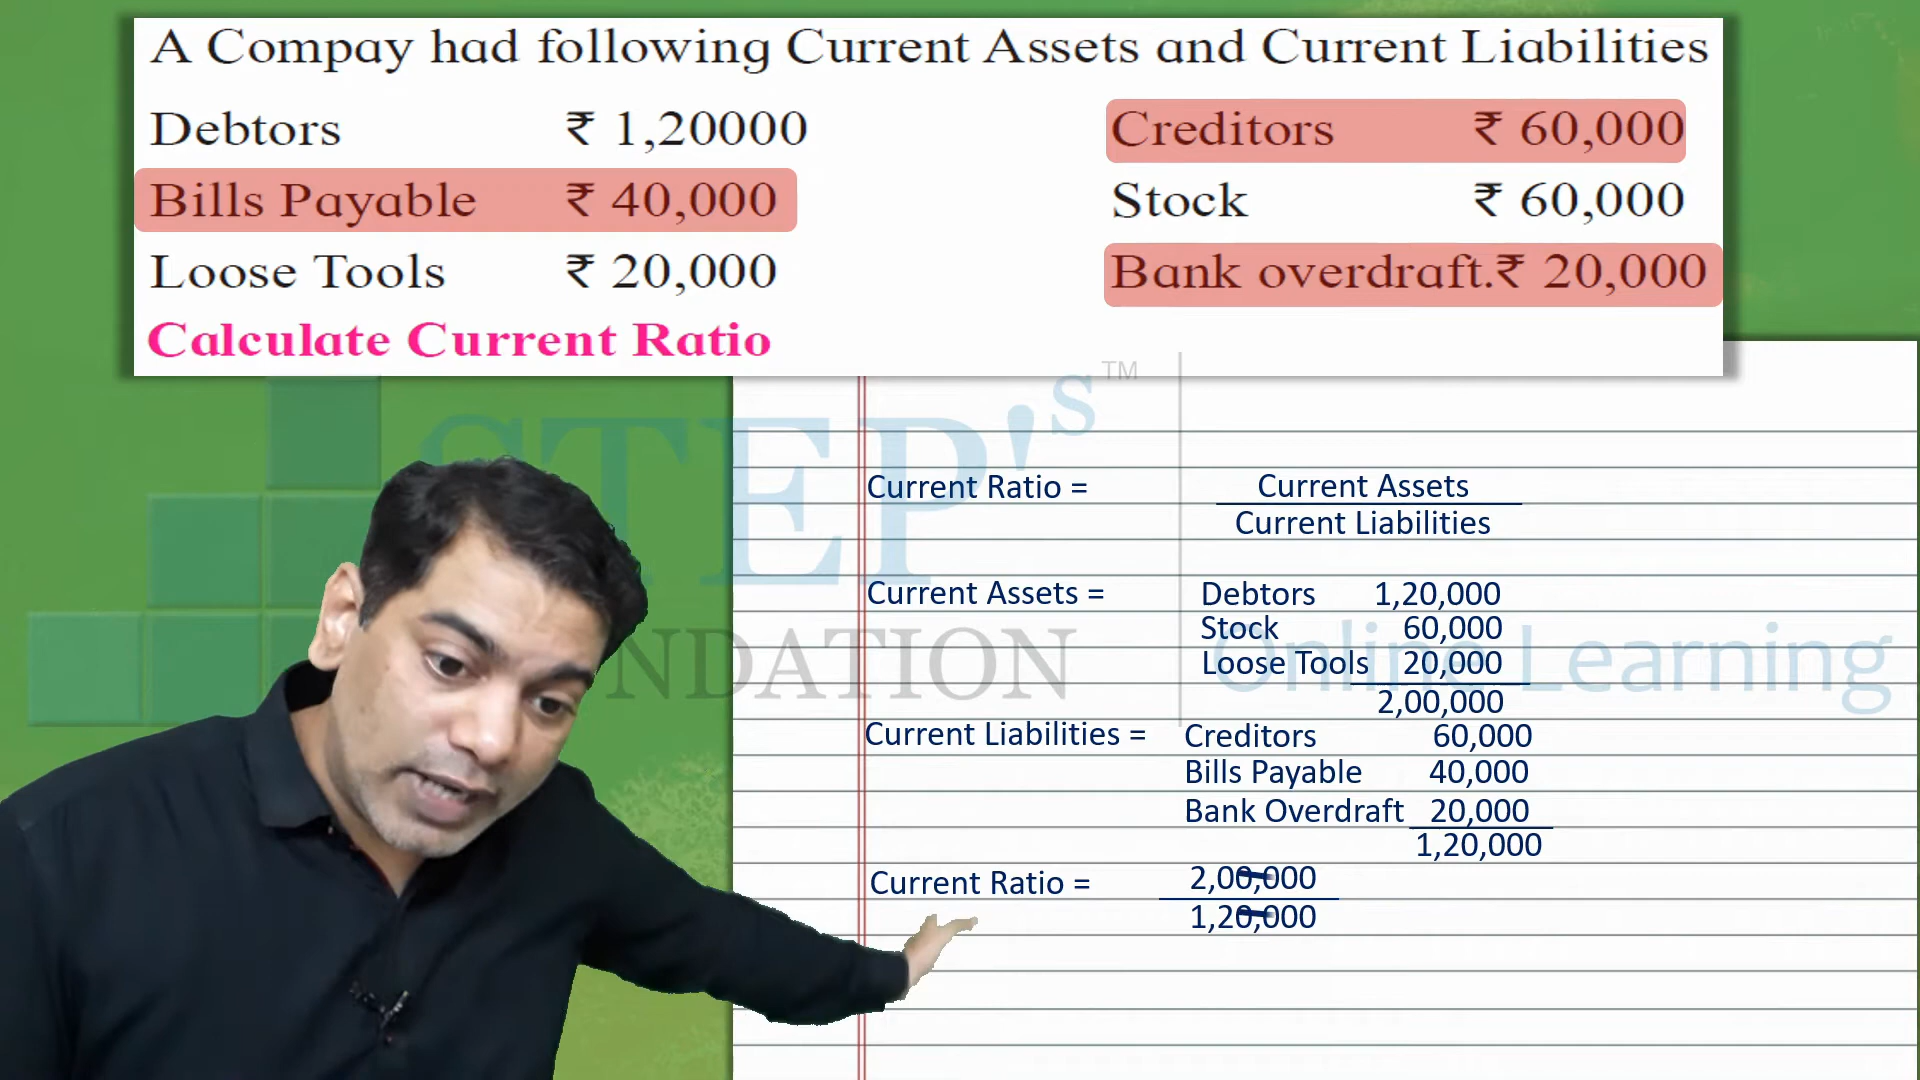 A Compay had following Current Assets and Current Liabilities
Debtors ₹ 1,20000 Creditors ₹ 60,000
Bills Payable ₹ 40,000 Stock ₹ 60,000
Loose Tools ₹ 20,000 Bank overdraft.₹ 20,000
Calculate Current Ratio
STEP's TM
NDATION Online Learning
Current Ratio = Current Assets
Current Liabilities
Current Assets = Debtors 1,20,000
Stock 60,000
Loose Tools 20,000
2,00,000
Current Liabilities = Creditors 60,000
Bills Payable 40,000
Bank Overdraft 20,000
1,20,000
Current Ratio = 2,00,000
1,20,000